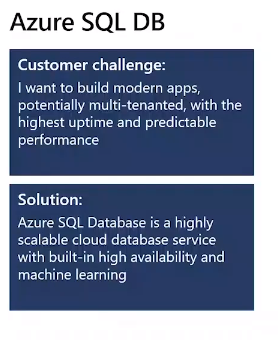 Azure SQL DB
Customer challenge:
I want to build modern apps,
potentially multi-tenanted, with the
highest uptime and predictable
performance
Solution:
Azure SQL Database is a highly
scalable cloud database service
with built-in high availability and
machine learning